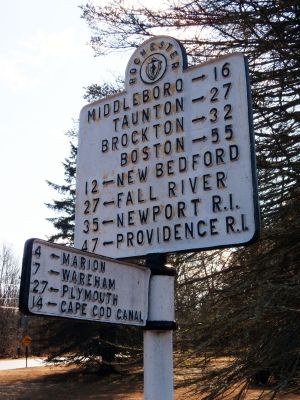 ROCHESTER
MIDDLEBORO→16
TAUNTON→27
BROCKTON→32
BOSTON→55
12—NEW BEDFORD
27—FALL RIVER
35—NEWPORT R.I.
47—PROVIDENCE R.I.
4—MARION
7—WAREHAM
27—PLYMOUTH
14—CAPE COD CANAL